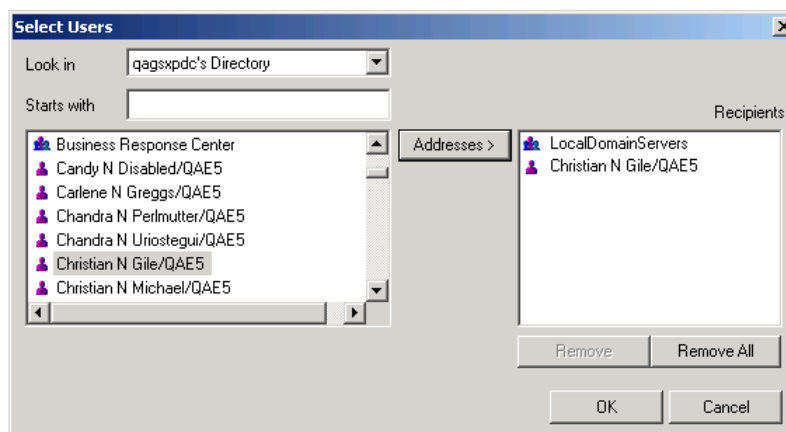 Select Users
Look in
qagsxpdc's Directory
Starts with
Business Response Center
Candy N Disabled/QAE5
Carlene N Greggs/QAE5
Chandra N Perlmutter/QAE5
Chandra N Uriostegui/QAE5
Christian N Gile/QAE5
Christian N Michael/QAE5
Addresses >
Recipients
LocalDomainServers
Christian N Gile/QAE5
Remove
Remove All
OK
Cancel